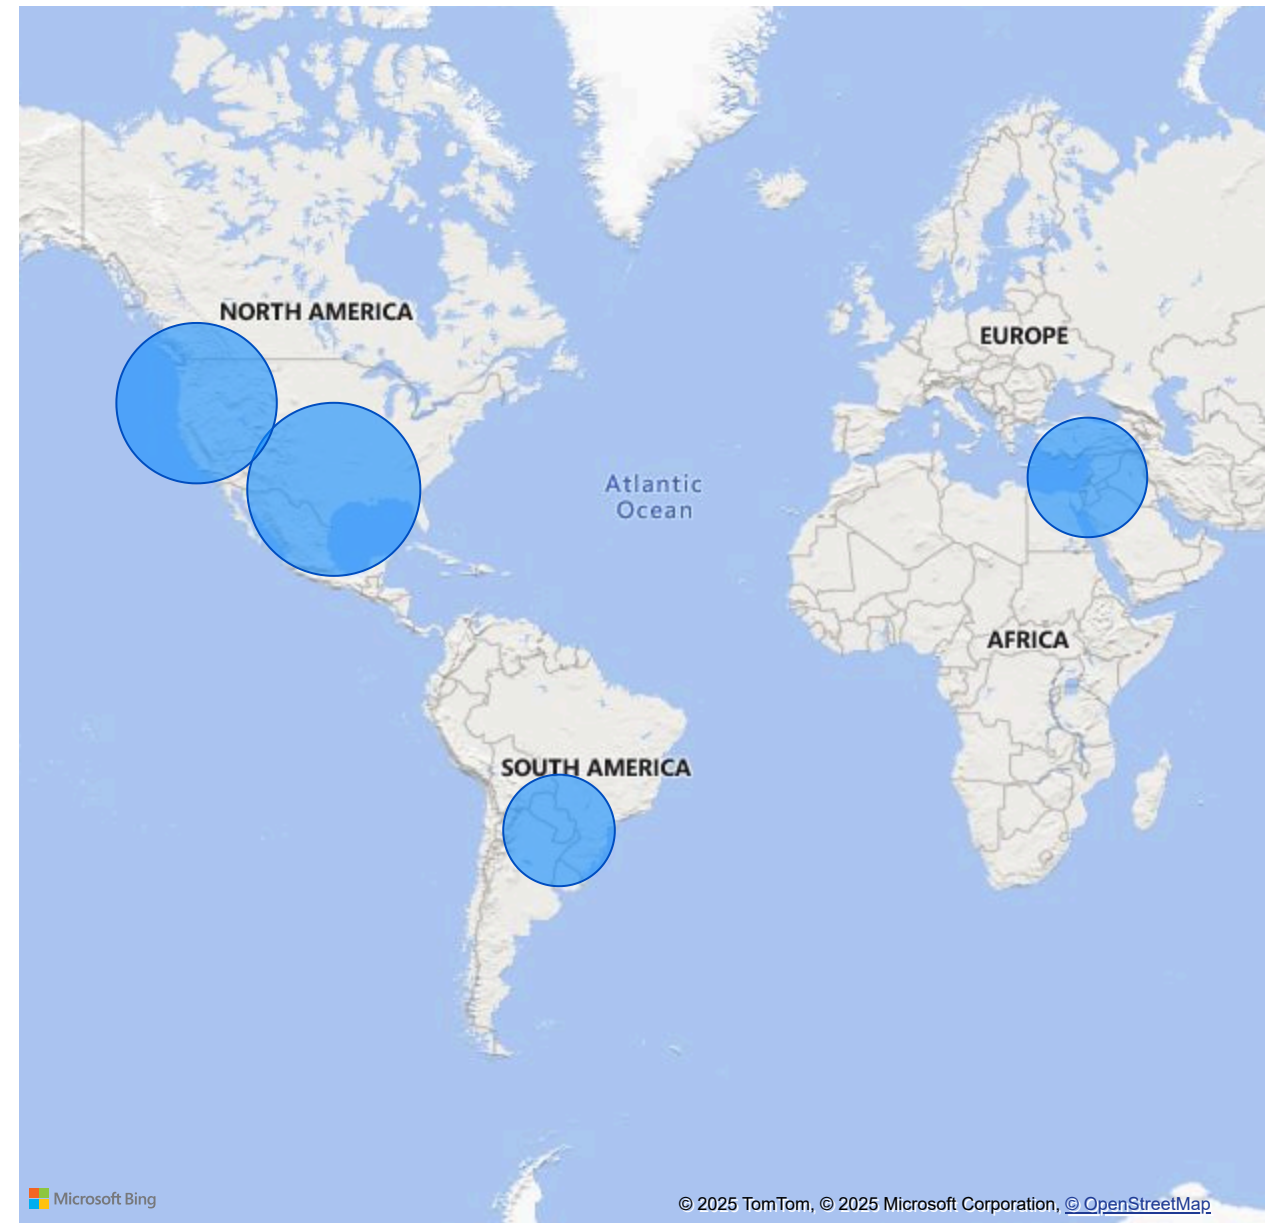 NORTH AMERICA
EUROPE
Atlantic
Ocean
AFRICA
SOUTH AMERICA
Microsoft Bing
© 2025 TomTom, © 2025 Microsoft Corporation, © OpenStreetMap